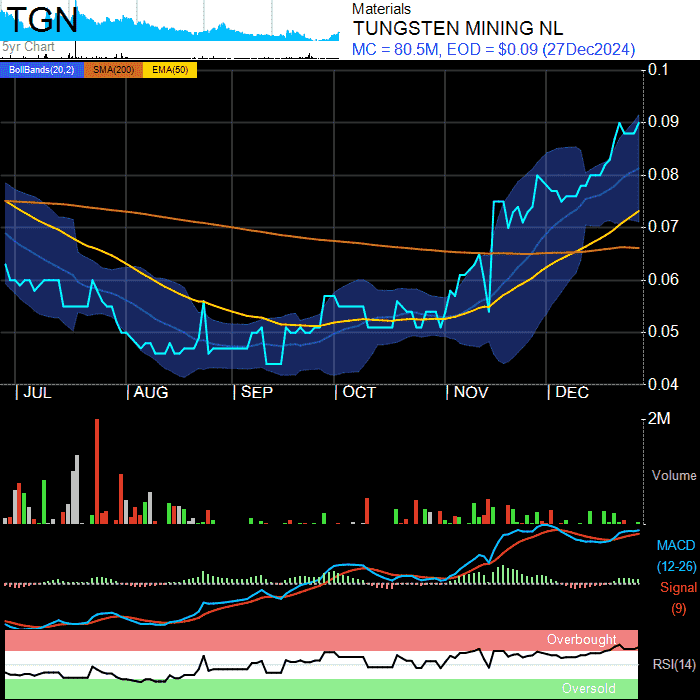 TGN
5yr Chart
Materials
TUNGSTEN MINING NL
MC = 80.5M, EOD = $0.09 (27Dec2024)
BollBands(20,2) SMA(200) EMA(50)
0.1
0.09
0.08
0.07
0.06
0.05
0.04
JUL AUG SEP OCT NOV DEC
2M
Volume
MACD
(12-26)
Signal
(9)
Overbought
RSI(14)
Oversold